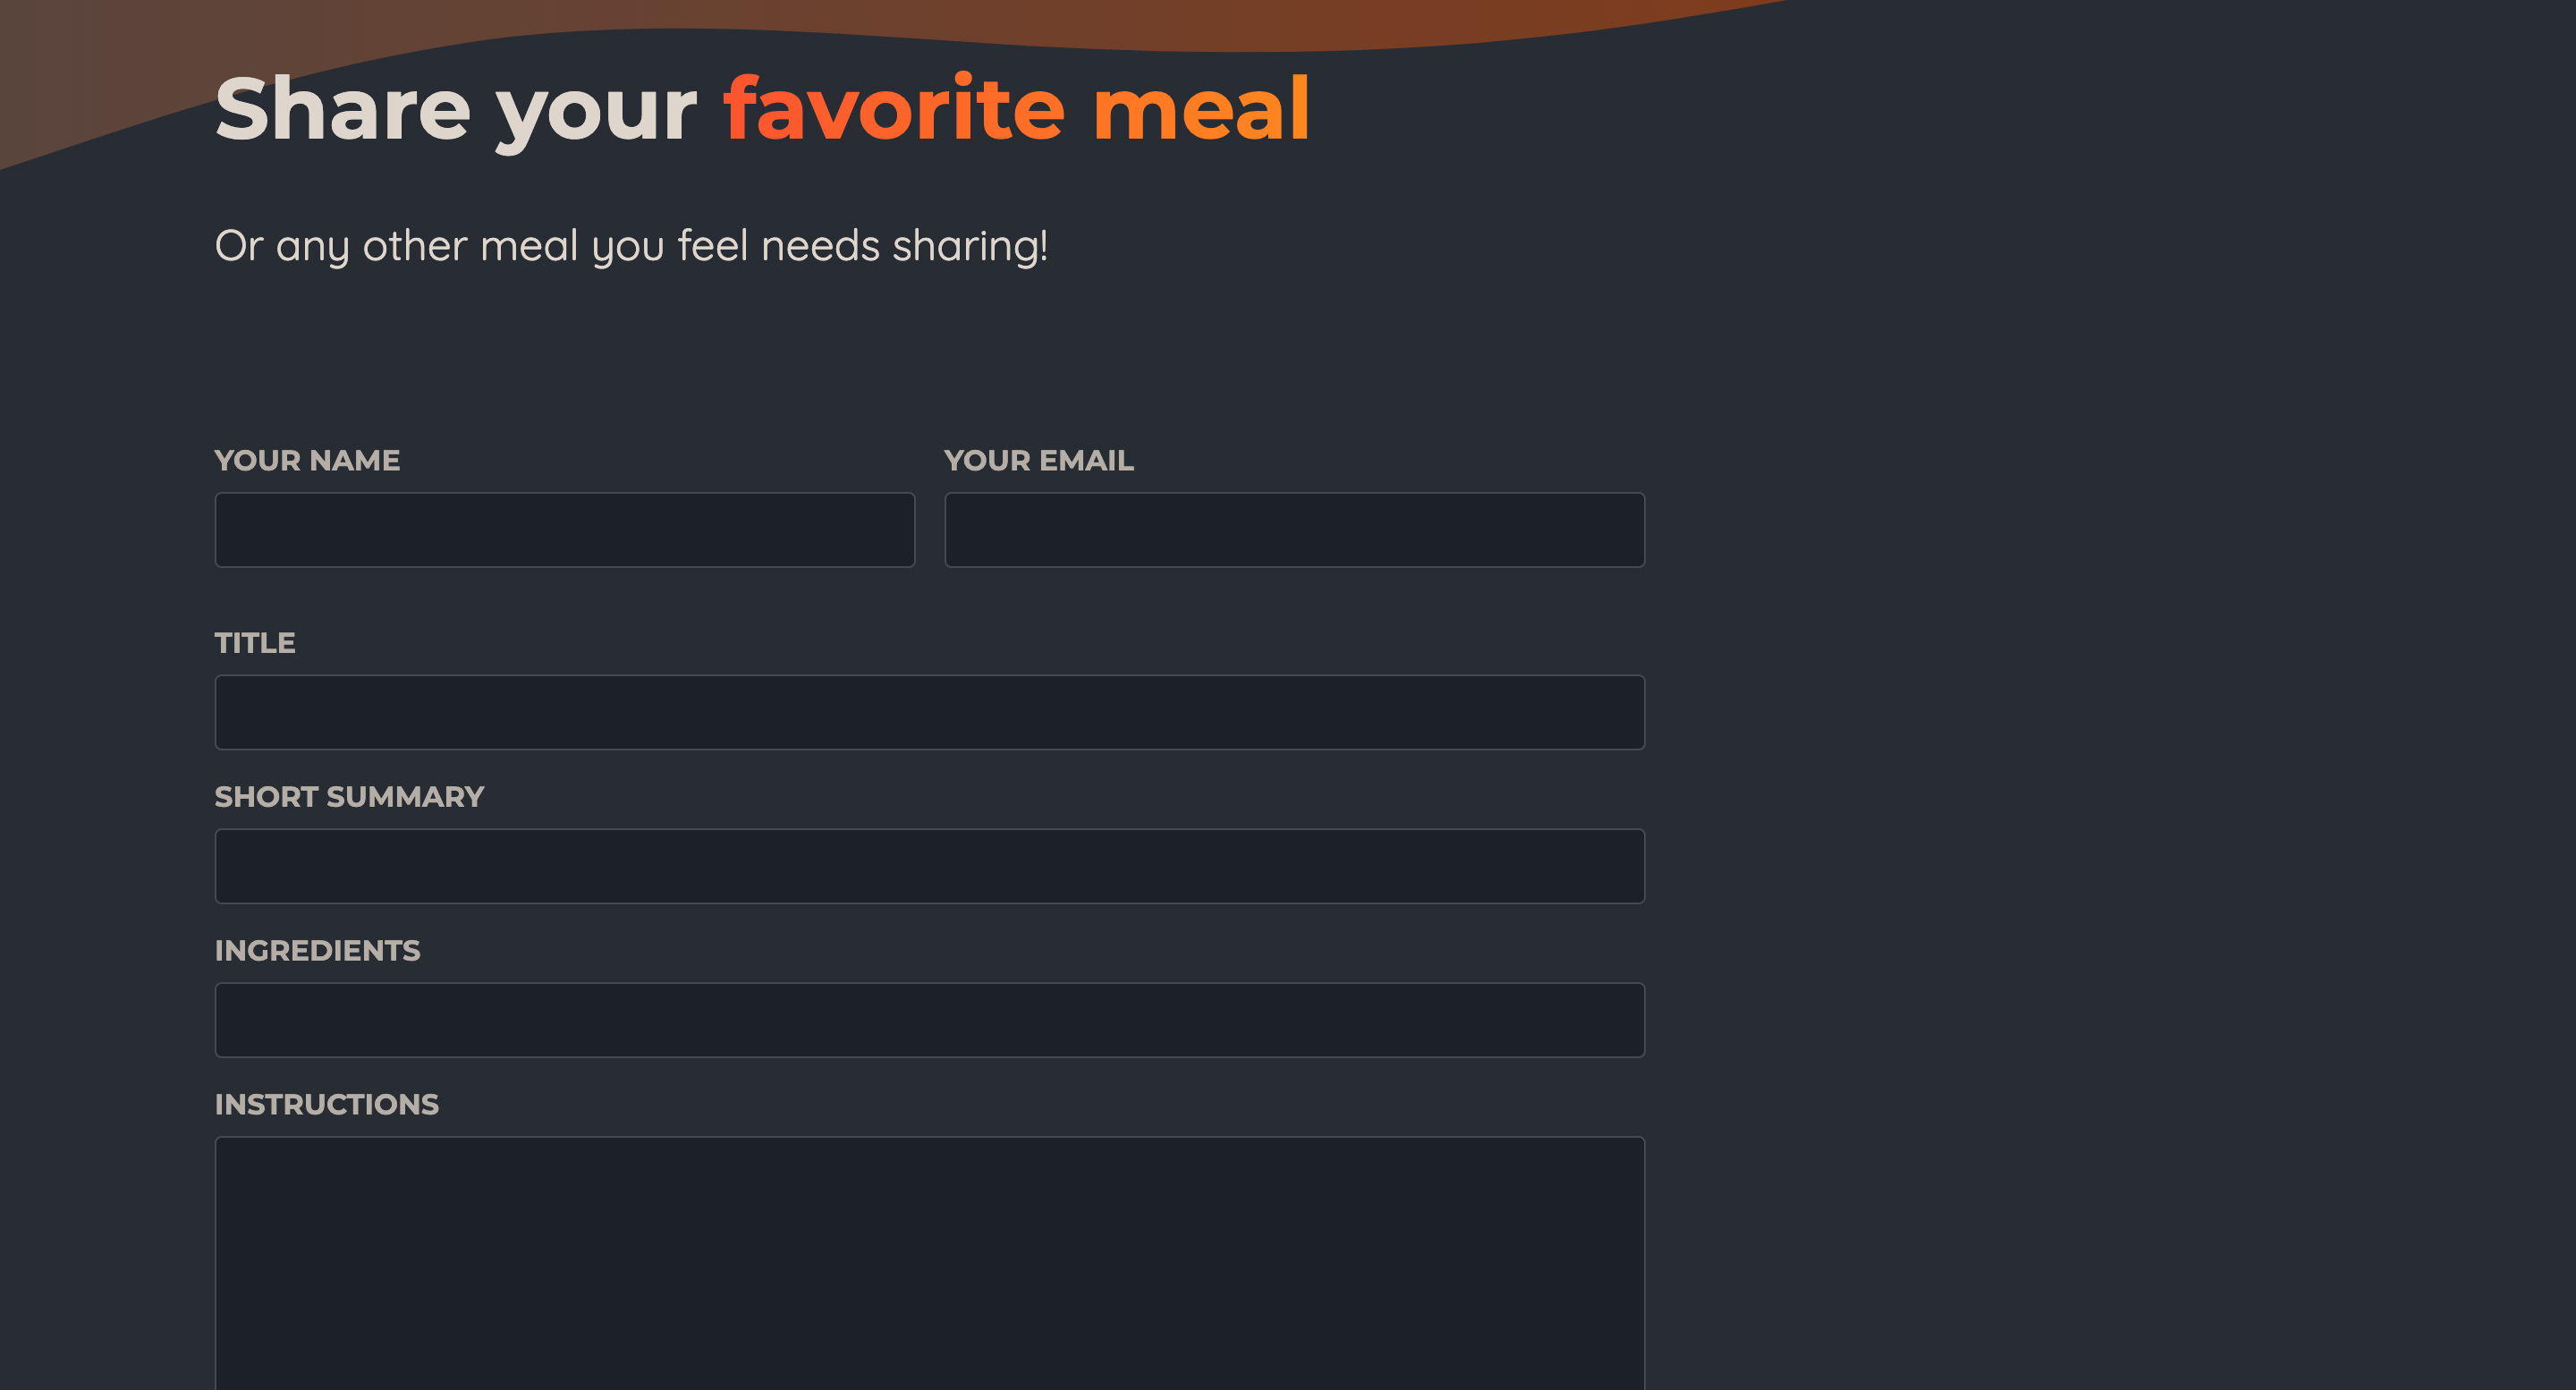 Share your favorite meal
Or any other meal you feel needs sharing!
YOUR NAME
YOUR EMAIL
TITLE
SHORT SUMMARY
INGREDIENTS
INSTRUCTIONS